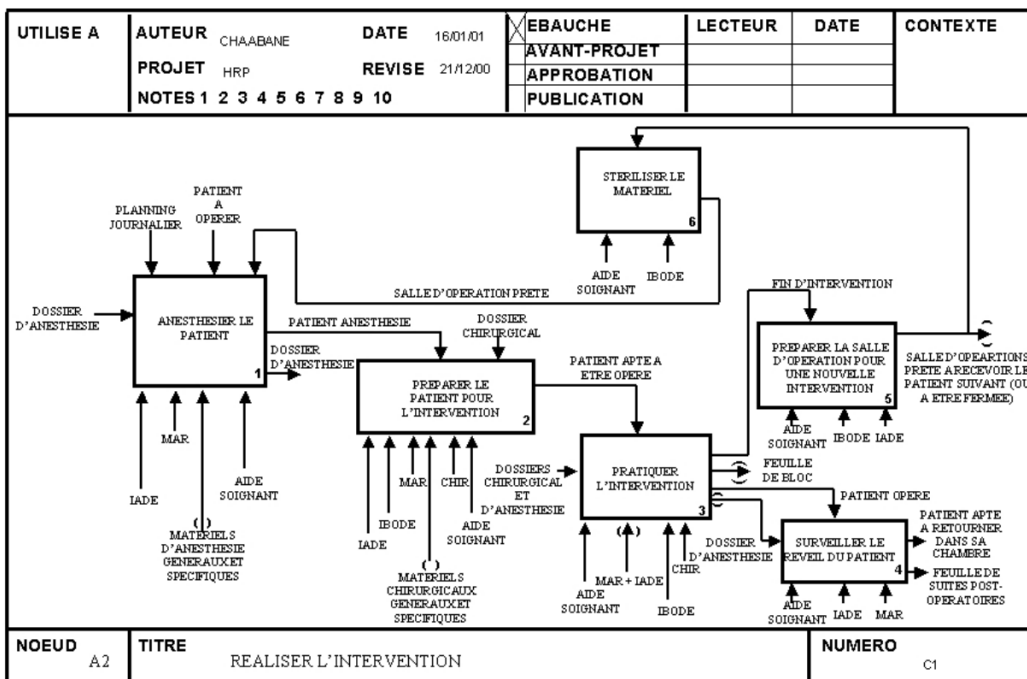 UTILISE A
AUTEUR CHAABANE
DATE 16/01/01
PROJET HRP
REVISE 21/12/00
NOTES 1 2 3 4 5 6 7 8 9 10
EBAUCHE
AVANT-PROJET
APPROBATION
PUBLICATION
LECTEUR
DATE
CONTEXTE
STERILISER LE
MATERIEL
6
AIDE
SOIGNANT
IBODE
PLANNING
JOURNALIER
PATIENT
A
OPERER
SALLE D'OPERATION PRETE
DOSSIER
D'ANESTHESIE
ANESTHESIER LE
PATIENT
1
PATIENT ANESTHESIE
DOSSIER
D'ANESTHESIE
IADE
MAR
( )
MATERIELS
D'ANESTHESIE
GENERAUX ET
SPECIFIQUES
AIDE
SOIGNANT
DOSSIER
CHIRURGICAL
PREPARER LE
PATIENT POUR
L'INTERVENTION
2
PATIENT APTE A
ETRE OPERE
IADE
IBODE
MAR
( )
MATERIELS
CHIRURGICAUX
GENERAUX ET
SPECIFIQUES
CHIR
AIDE
SOIGNANT
FIN D'INTERVENTION
PREPARER LA SALLE
D'OPERATION POUR
UNE NOUVELLE
INTERVENTION
5
SALLE D'OPEARTIONS
PRETE A RECEVOIR LE
PATIENT SUIVANT (OU
A ETRE FERMEE)
AIDE
SOIGNANT
IBODE
IADE
DOSSIERS
CHIRURGICAL
ET
D'ANESTHESIE
PRATIQUER
L'INTERVENTION
3
FEUILLE
DE BLOC
PATIENT OPERE
DOSSIER
D'ANESTHESIE
AIDE
SOIGNANT
( )
MAR + IADE
IBODE
CHIR
SURVEILLER LE
REVEIL DU PATIENT
4
PATIENT APTE
A RETOURNER
DANS SA
CHAMBRE
FEUILLE DE
SUITES POST-
OPERATOIRES
AIDE
SOIGNANT
IADE
MAR
NOEUD
A2
TITRE
REALISER L'INTERVENTION
NUMERO
C1